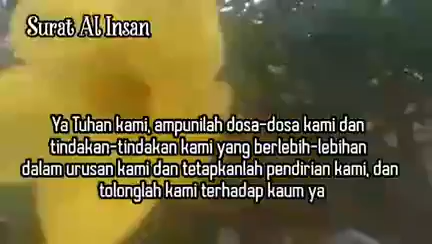 Surat Al Insan
Ya Tuhan kami, ampunilah dosa-dosa kami dan
tindakan-tindakan kami yang berlebih-lebihan
dalam urusan kami dan tetapkanlah pendirian kami, dan
tolonglah kami terhadap kaum ya